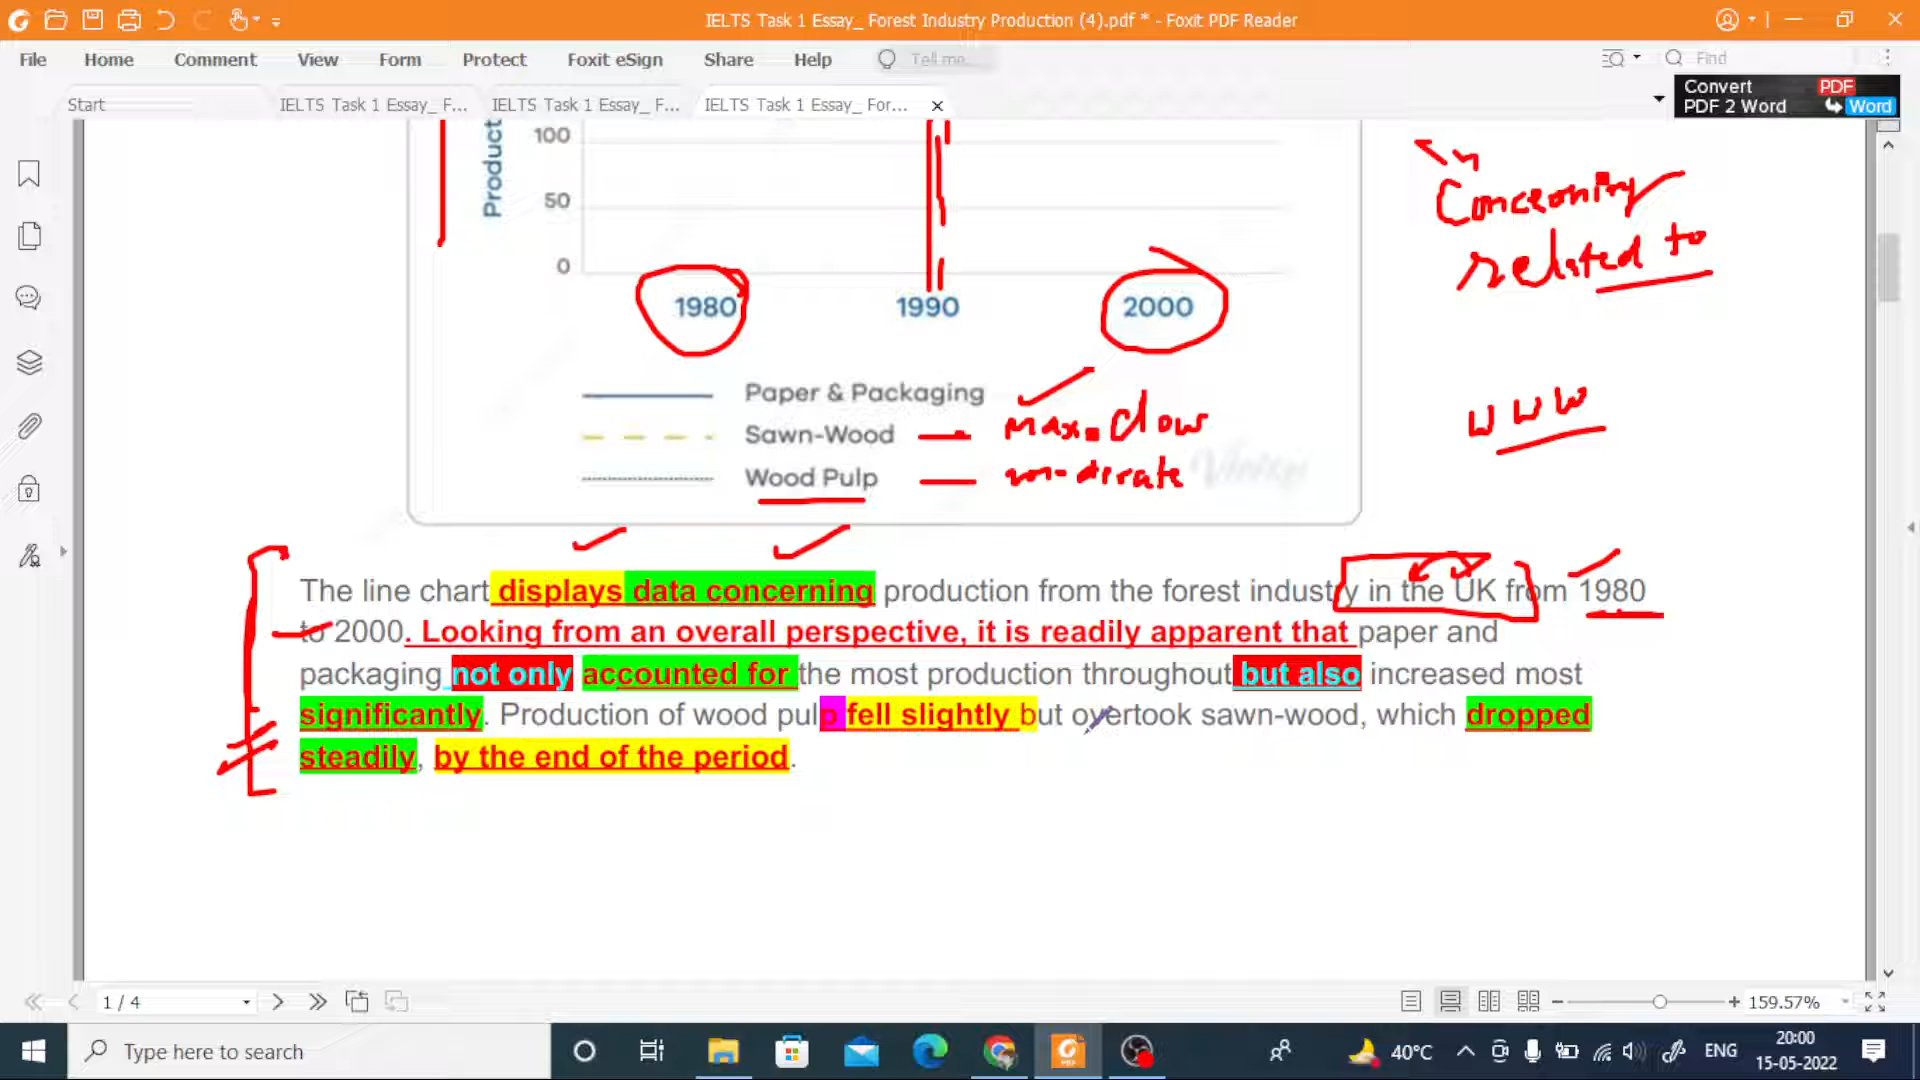 IELTS Task 1 Essay_ Forest Industry Production (4).pdf * - Foxit PDF Reader
File Home Comment View Form Protect Foxit eSign Share Help Tell me... Find
Convert PDF
PDF 2 Word Word
Start IELTS Task 1 Essay_ F... IELTS Task 1 Essay_ F... IELTS Task 1 Essay_ For...
Product
100
50
0
1980 1990 2000
Concerning
related to
Paper & Packaging
Sawn-Wood
Wood Pulp
max.
www
The line chart displays data concerning production from the forest industry in the UK from 1980
to 2000. Looking from an overall perspective, it is readily apparent that paper and
packaging not only accounted for the most production throughout but also increased most
significantly. Production of wood pulp fell slightly but overtook sawn-wood, which dropped
steadily, by the end of the period.
1 / 4
159.57%
Type here to search
40°C
ENG
20:00
15-05-2022